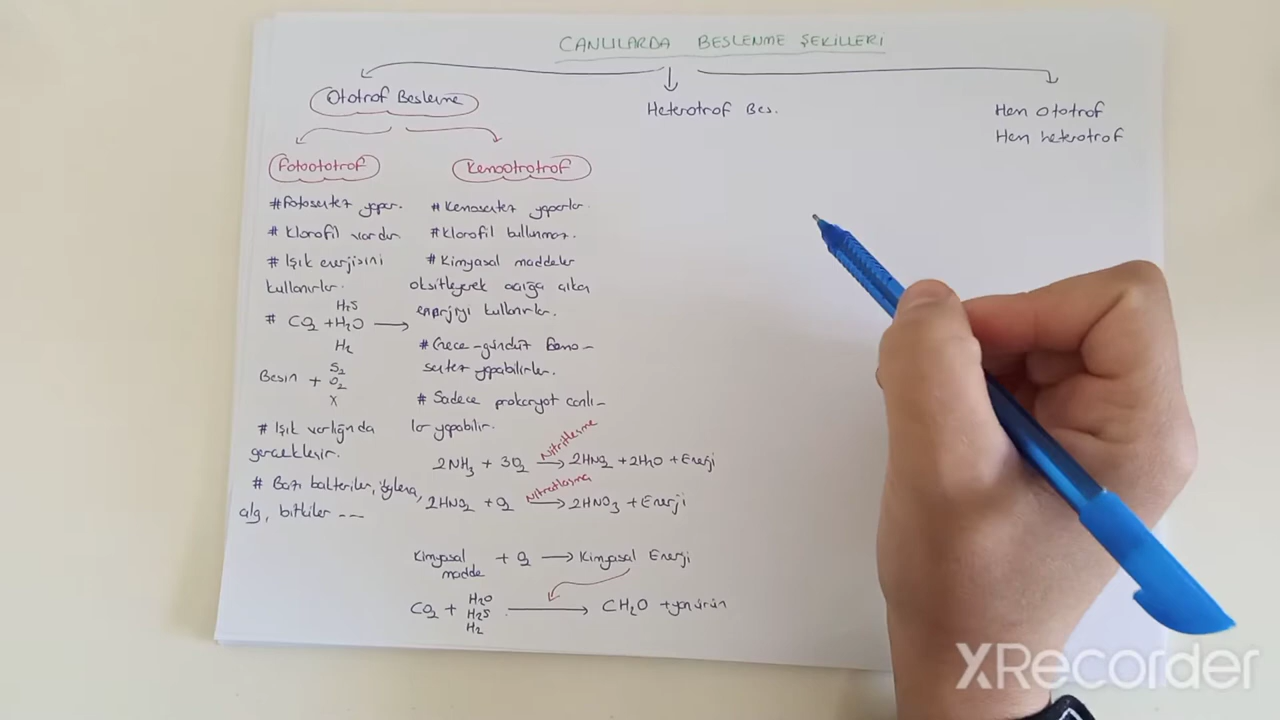 CANLILARDA BESLENME ŞEKİLLERİ
Ototrof Beslenme
Heterotrof Bes.
Hem ototrof
Hem heterotrof
Fotoototrof
# Fotosentez yapar.
# Klorofil vardır
# Işık enerjisini
kullanırlar.
H₂S
# CO₂ + H₂O →
H₂
S₂
Besin + O₂
X
# Işık varlığında
gerçekleşir.
# Bazı bakteriler, öglena,
alg, bitkiler ---
Kemoototrof
# Kemosentez yaparlar.
# Klorofil bullunmaz.
# Kimyasal maddeler
oksitleyerek açığa çıkan
enerjiyi kullanırlar.
# Gece-gündüz kemo-
sentez yapabilirler.
# Sadece prokaryot canlı-
lar yapabilir.
Nitritleşme
2NH₃ + 3O₂ → 2HNO₂ + 2H₂O + Enerji
Nitratlaşma
2HNO₂ + O₂ → 2HNO₃ + Enerji
Kimyasal + O₂ → Kimyasal Enerji
madde
H₂O
CO₂ + H₂S → CH₂O + yan ürün
H₂
XRecorder